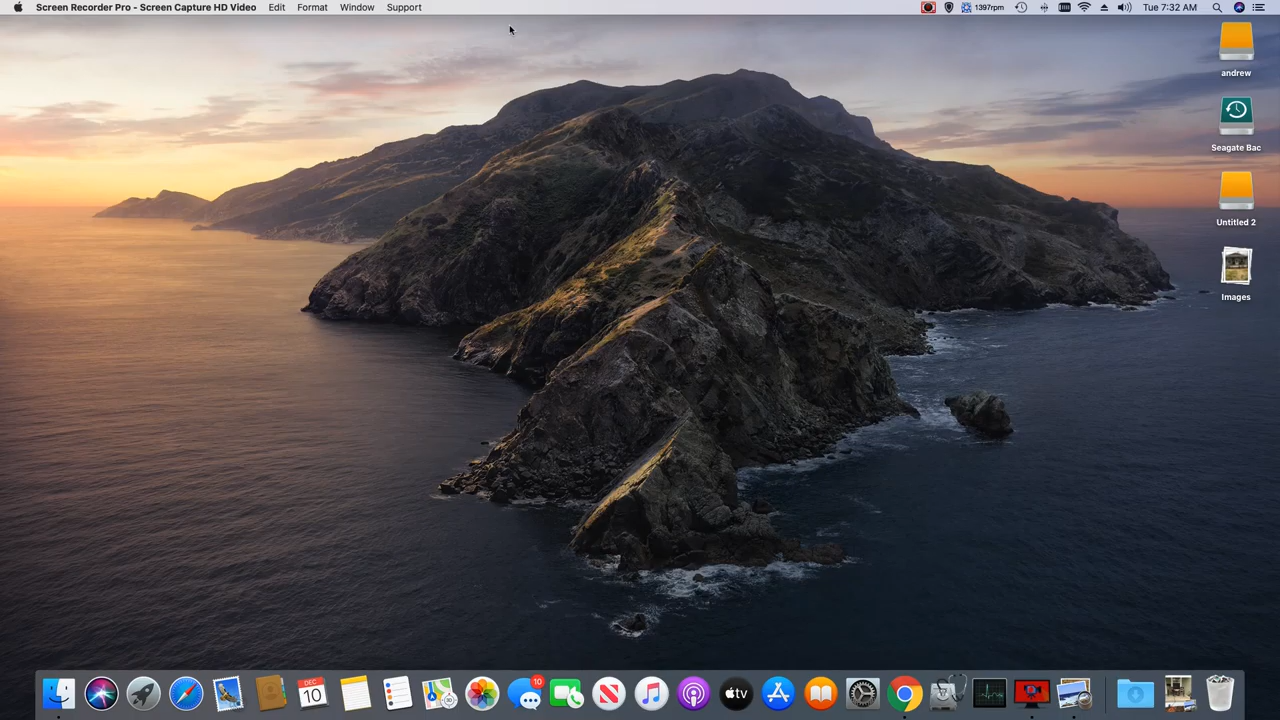 Screen Recorder Pro - Screen Capture HD Video Edit Format Window Support 1397rpm Tue 7:32 AM
andrew
Seagate Bac
Untitled 2
Images
DEC
10
10
tv